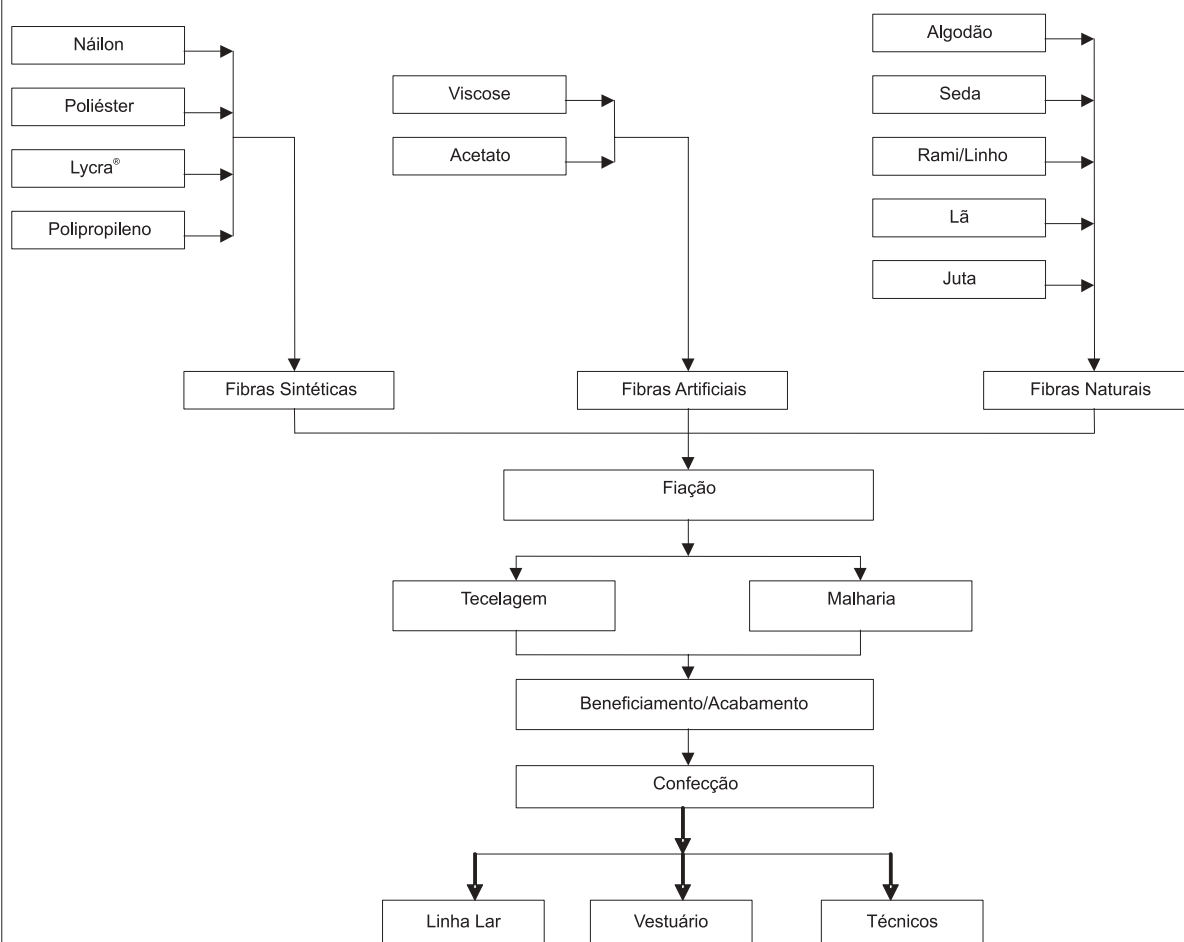 Náilon
Poliéster
Lycra®
Polipropileno
Viscose
Acetato
Algodão
Seda
Rami/Linho
Lã
Juta
Fibras Sintéticas
Fibras Artificiais
Fibras Naturais
Fiação
Tecelagem
Malharia
Beneficiamento/Acabamento
Confecção
Linha Lar
Vestuário
Técnicos